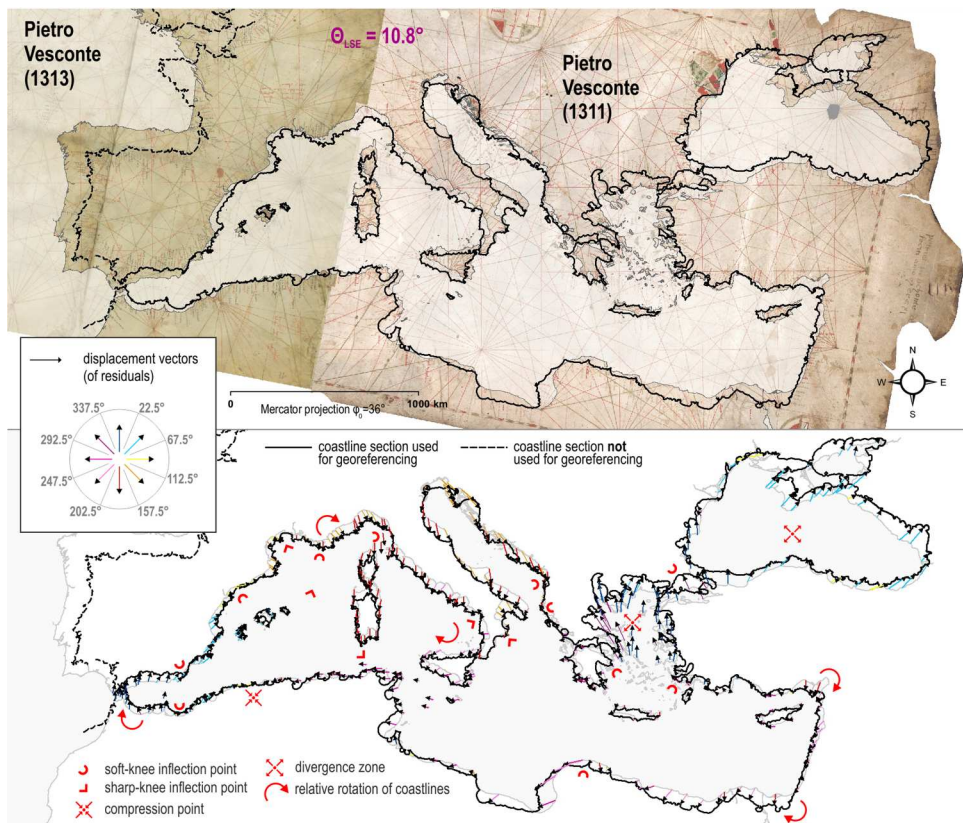 Pietro
Vesconte
(1313)
Θ LSE = 10.8°
Pietro
Vesconte
(1311)
N
W E
S
0 1000 km
Mercator projection φ₀=36°
displacement vectors
(of residuals)
337.5° 22.5°
292.5° 67.5°
247.5° 112.5°
202.5° 157.5°
coastline section used
for georeferencing
coastline section not
used for georeferencing
soft-knee inflection point
sharp-knee inflection point
compression point
divergence zone
relative rotation of coastlines